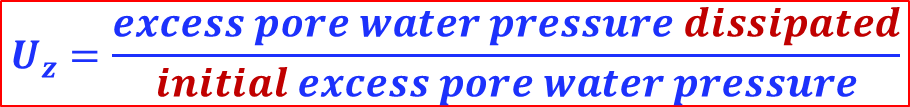 U_z = excess pore water pressure dissipated
initial excess pore water pressure